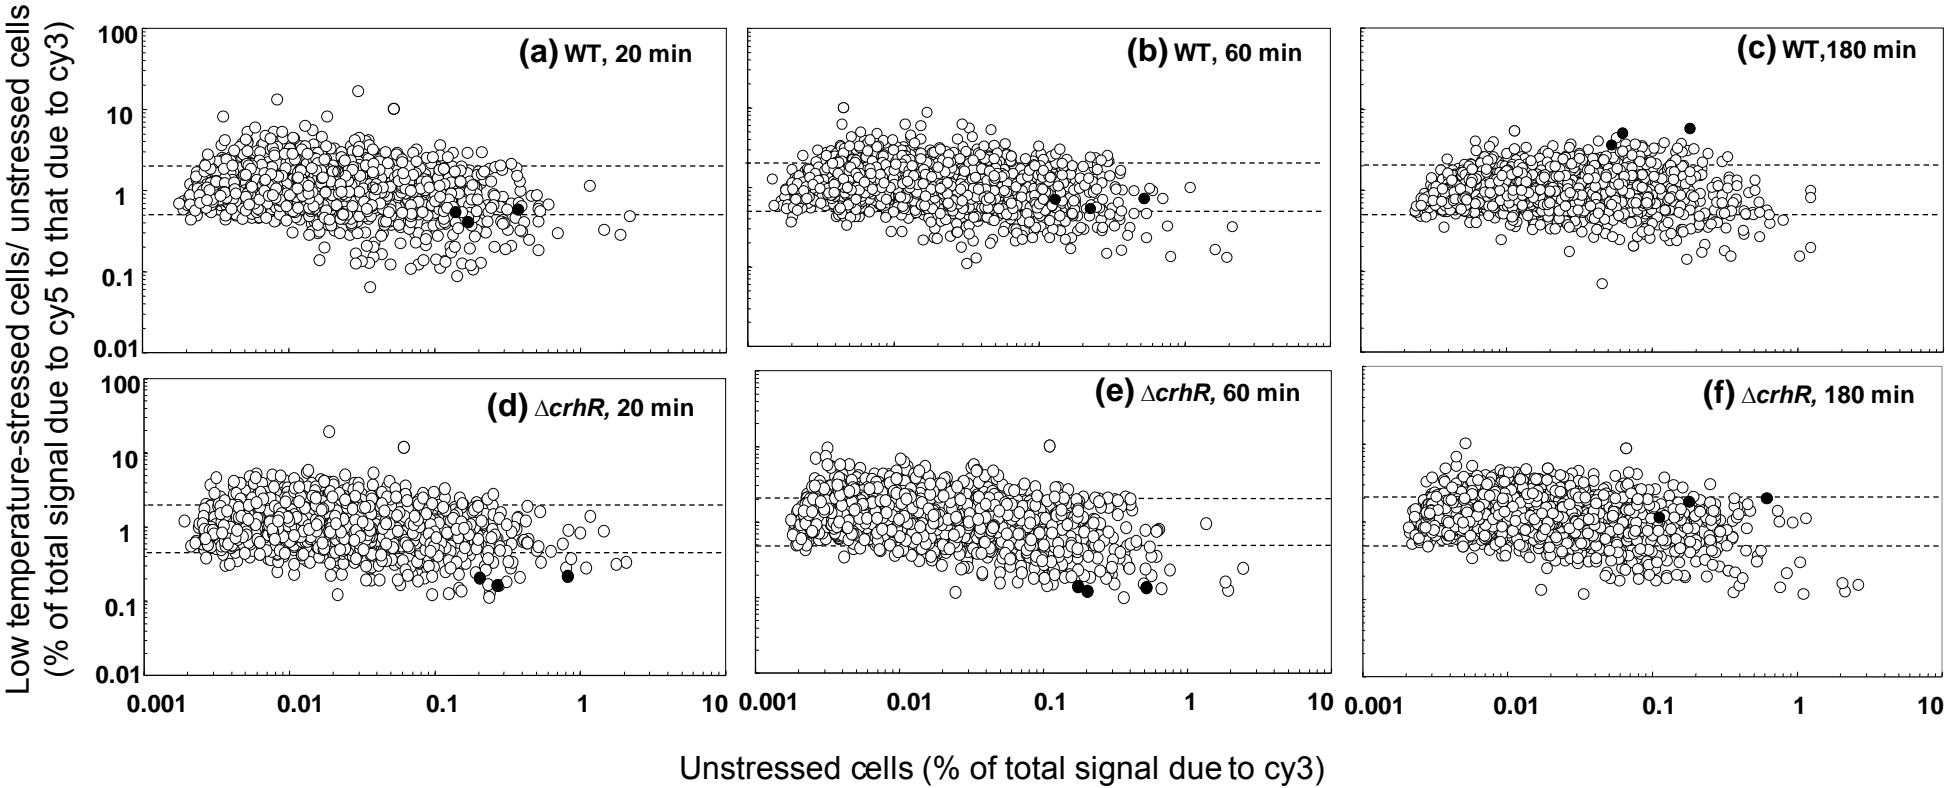 Low temperature-stressed cells/ unstressed cells
(% of total signal due to cy5 to that due to cy3)
100
10
1
0.1
0.01
(a) WT, 20 min
(b) WT, 60 min
(c) WT,180 min
100
10
1
0.1
0.01
(d) ∆crhR, 20 min
(e) ∆crhR, 60 min
(f) ∆crhR, 180 min
0.001 0.01 0.1 1 10
0.001 0.01 0.1 1
0.001 0.01 0.1 1 10
Unstressed cells (% of total signal due to cy3)